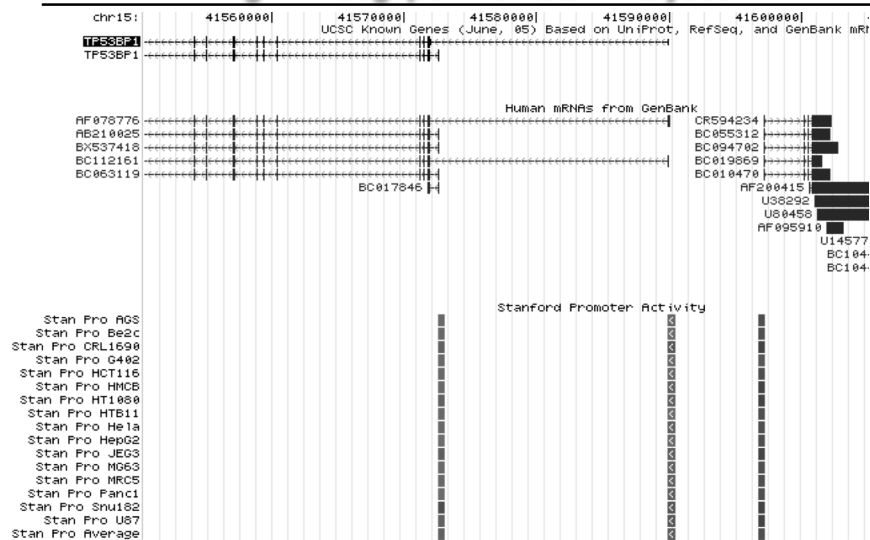 chr15: 41560000| 41570000| 41580000| 41590000| 41600000|
UCSC Known Genes (June, 05) Based on UniProt, RefSeq, and GenBank
TP53BP1
TP53BP1
Human mRNAs from GenBank
AF078776 CR594234
AB210025 BC055312
BX537418 BC094702
BC112161 BC019869
BC063119 BC010470
BC017846 AF200415
U38292
U80458
AF095910
U14577
BC104
BC104
Stanford Promoter Activity
Stan Pro AGS
Stan Pro Be2c
Stan Pro CRL1690
Stan Pro G402
Stan Pro HCT116
Stan Pro HMCB
Stan Pro HT1080
Stan Pro HTB11
Stan Pro Hela
Stan Pro HepG2
Stan Pro JEG3
Stan Pro MG63
Stan Pro MRC5
Stan Pro Panc1
Stan Pro Snu182
Stan Pro U87
Stan Pro Average